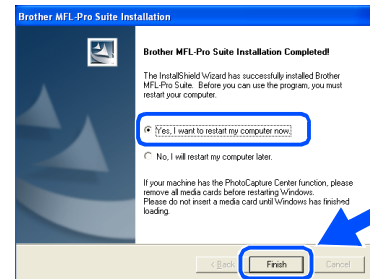 Brother MFL-Pro Suite Installation
Brother MFL-Pro Suite Installation Completed!
The InstallShield Wizard has successfully installed Brother
MFL-Pro Suite. Before you can use the program, you must
restart your computer.
Yes, I want to restart my computer now.
No, I will restart my computer later.
If your machine has the PhotoCapture Center function, please
remove all media cards before restarting Windows.
Please do not insert a media card until Windows has finished
loading.
< Back Finish Cancel